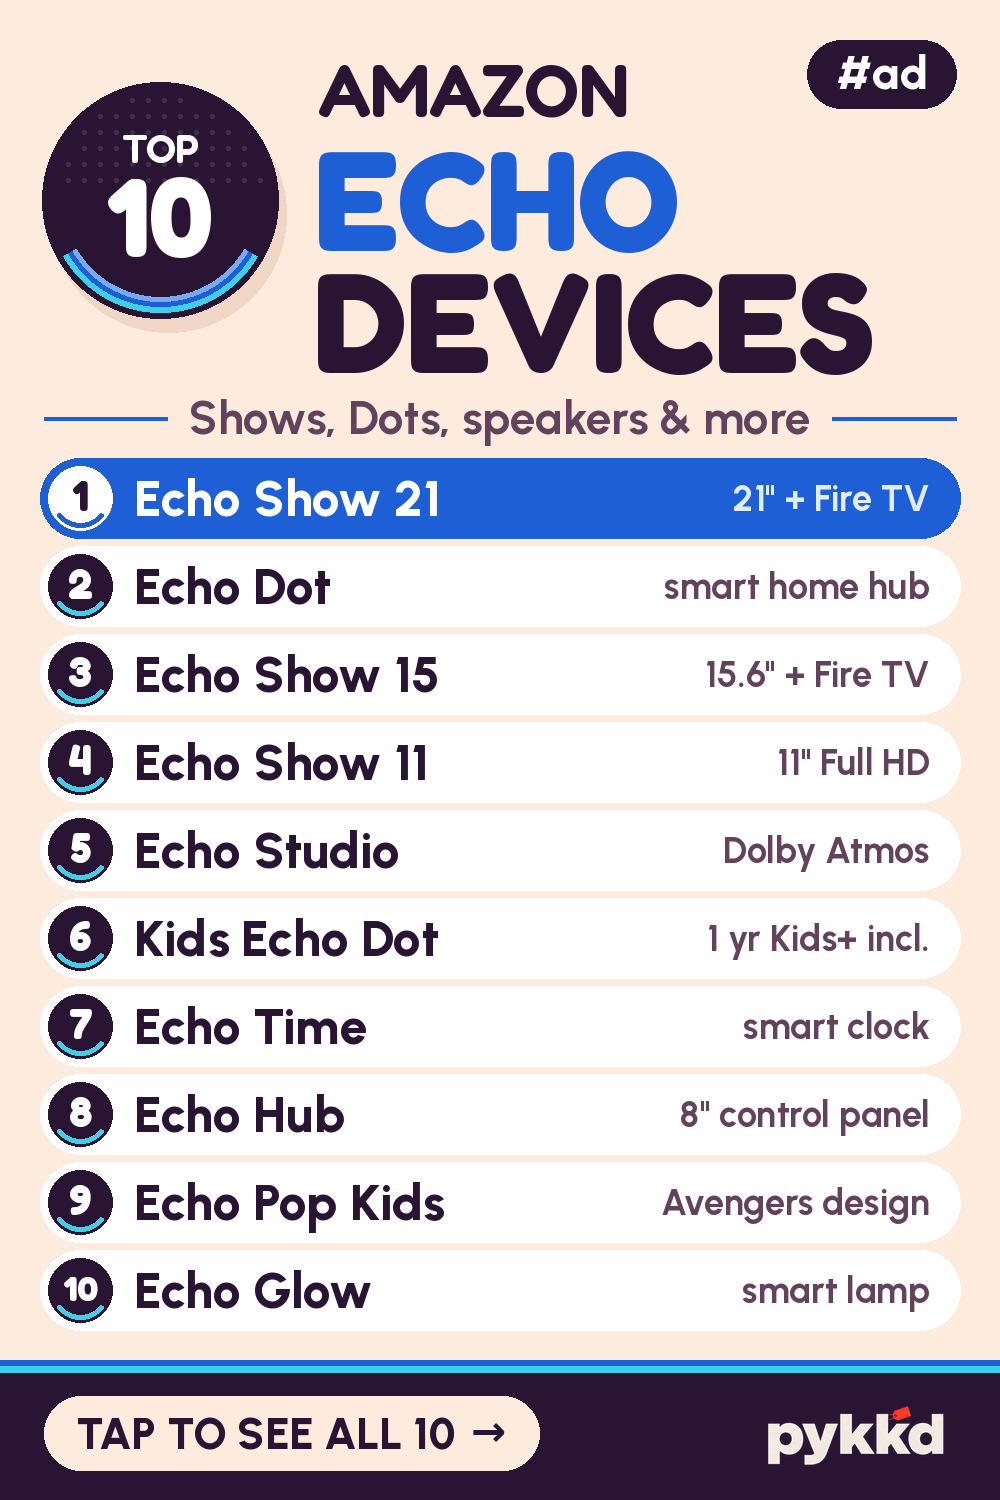 #ad
TOP
10
AMAZON
ECHO
DEVICES
Shows, Dots, speakers & more
1 Echo Show 21 21" + Fire TV
2 Echo Dot smart home hub
3 Echo Show 15 15.6" + Fire TV
4 Echo Show 11 11" Full HD
5 Echo Studio Dolby Atmos
6 Kids Echo Dot 1 yr Kids+ incl.
7 Echo Time smart clock
8 Echo Hub 8" control panel
9 Echo Pop Kids Avengers design
10 Echo Glow smart lamp
TAP TO SEE ALL 10 →
pykkd